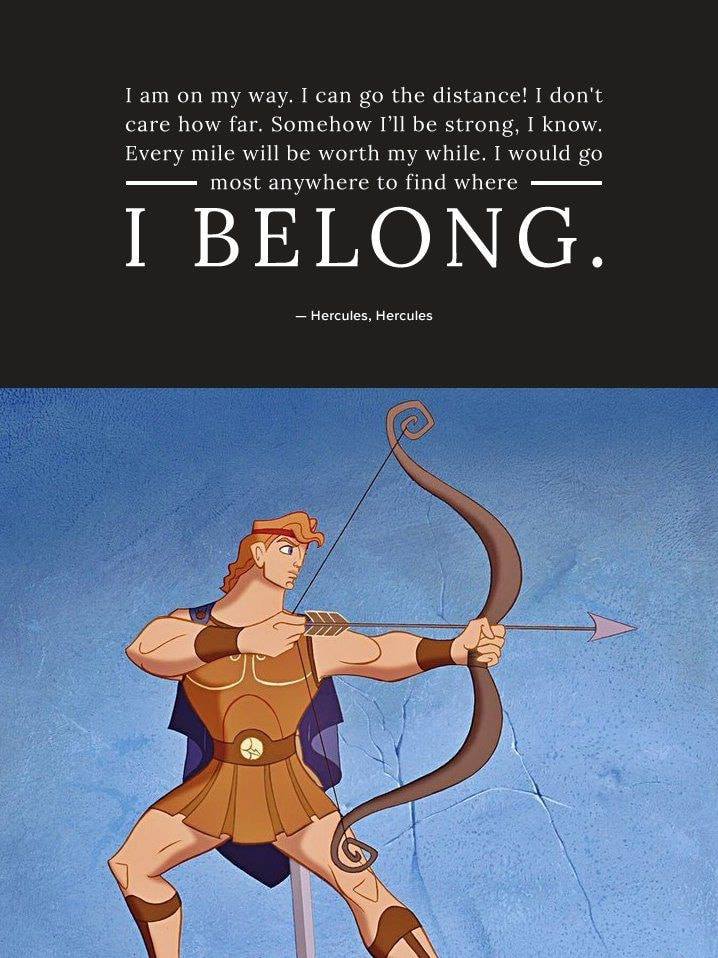 I am on my way. I can go the distance! I don't
care how far. Somehow I’ll be strong, I know.
Every mile will be worth my while. I would go
most anywhere to find where
I BELONG.
— Hercules, Hercules